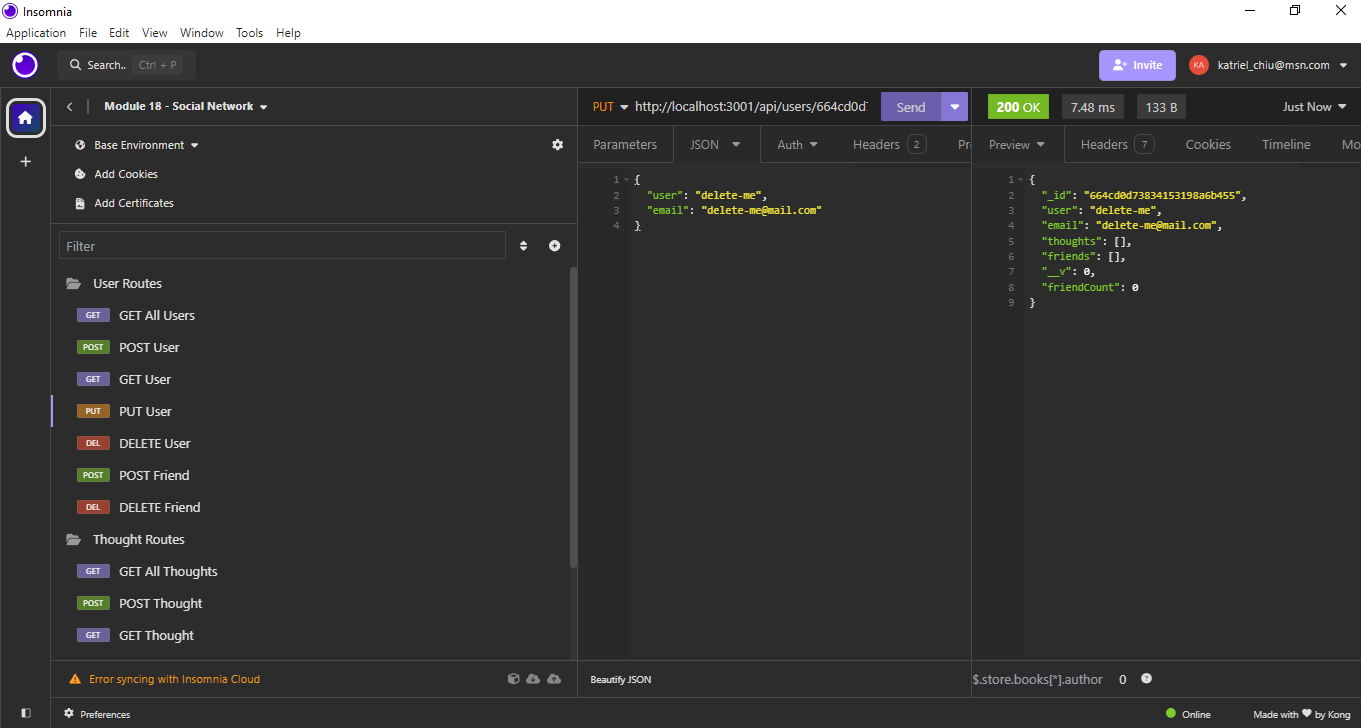 Insomnia
Application File Edit View Window Tools Help
Search.. Ctrl + P
Invite
KA katriel_chiu@msn.com
Module 18 - Social Network
Base Environment
Add Cookies
Add Certificates
Filter
User Routes
GET GET All Users
POST POST User
GET GET User
PUT PUT User
DEL DELETE User
POST POST Friend
DEL DELETE Friend
Thought Routes
GET GET All Thoughts
POST POST Thought
GET GET Thought
Error syncing with Insomnia Cloud
Preferences
PUT http://localhost:3001/api/users/664cd0d7 Send
Parameters JSON Auth Headers 2 Pr
1 {
2 "user": "delete-me",
3 "email": "delete-me@mail.com"
4 }
Beautify JSON
200 OK 7.48 ms 133 B Just Now
Preview Headers 7 Cookies Timeline Mo
1 {
2 "_id": "664cd0d73834153198a6b455",
3 "user": "delete-me",
4 "email": "delete-me@mail.com",
5 "thoughts": [],
6 "friends": [],
7 "__v": 0,
8 "friendCount": 0
9 }
$.store.books[*].author 0 ?
Online Made with ❤ by Kong